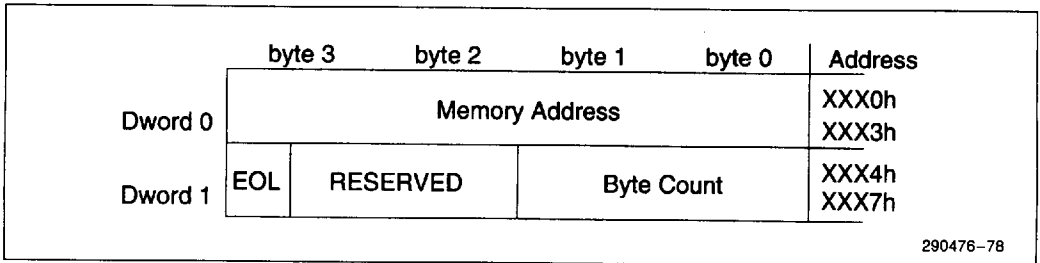 byte 3 byte 2 byte 1 byte 0 Address
Dword 0 Memory Address XXX0h
XXX3h
Dword 1 EOL RESERVED Byte Count XXX4h
XXX7h
290476-78